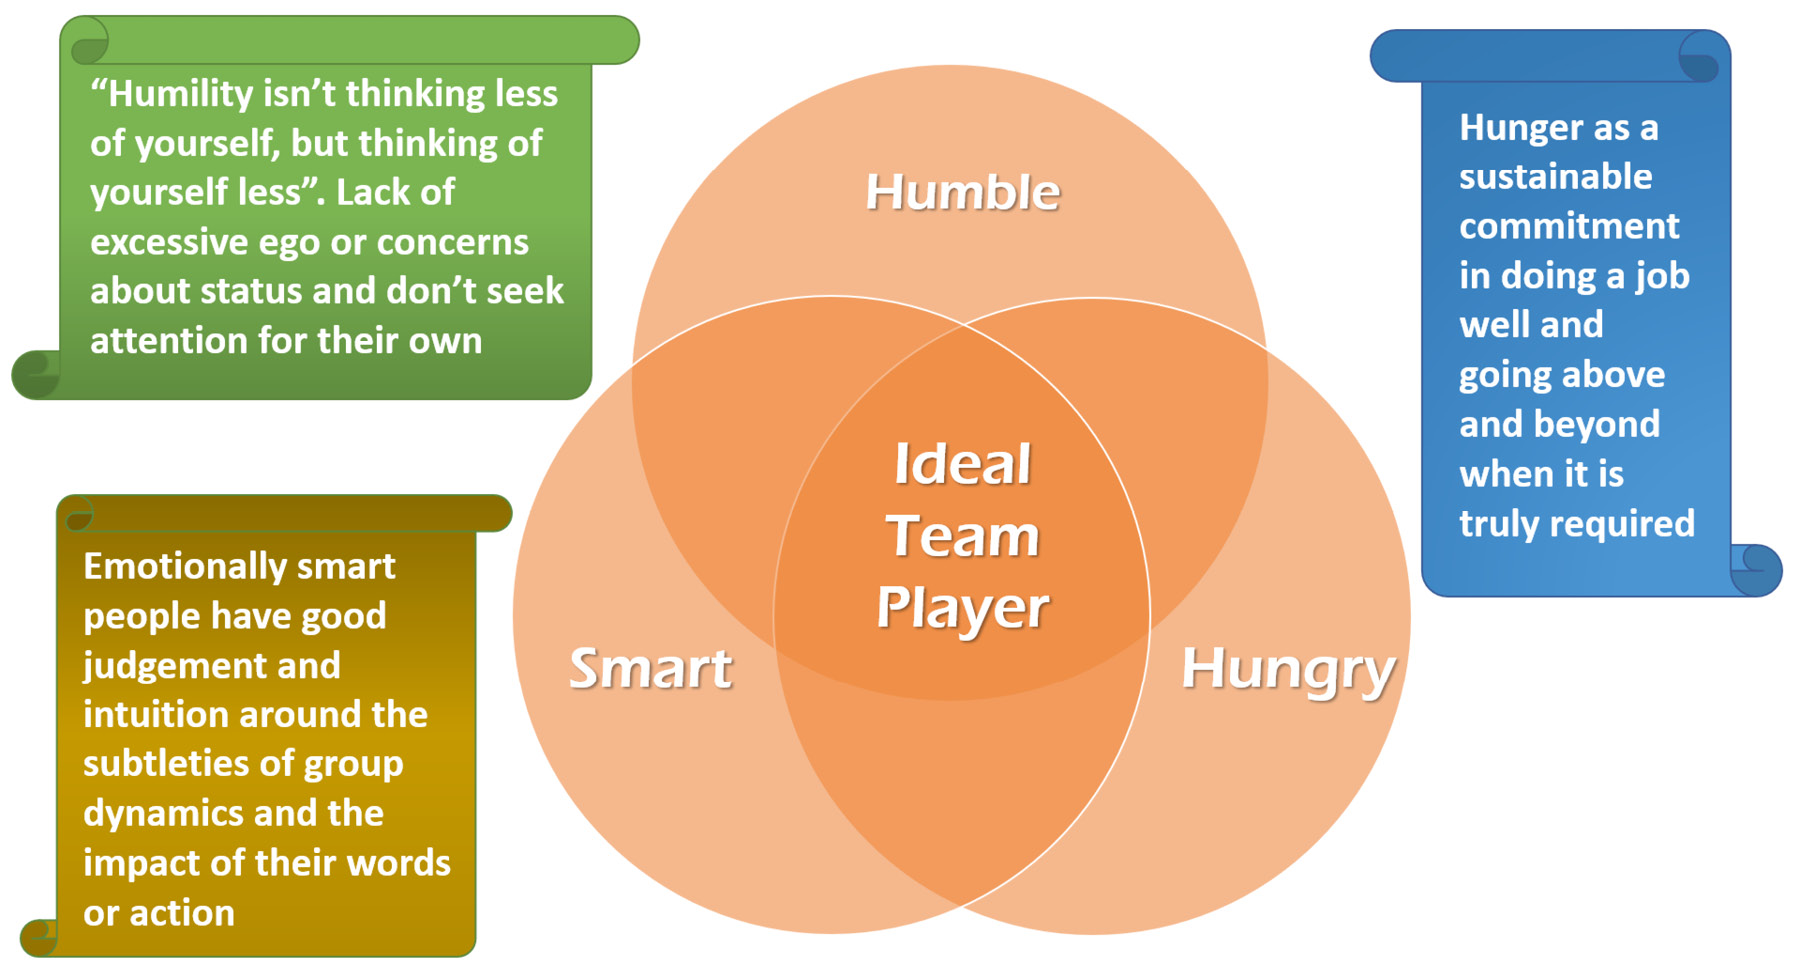 “Humility isn’t thinking less
of yourself, but thinking of
yourself less”. Lack of
excessive ego or concerns
about status and don’t seek
attention for their own
Humble
Hunger as a
sustainable
commitment
in doing a job
well and
going above
and beyond
when it is
truly required
Ideal
Team
Player
Smart
Hungry
Emotionally smart
people have good
judgement and
intuition around the
subtleties of group
dynamics and the
impact of their words
or action